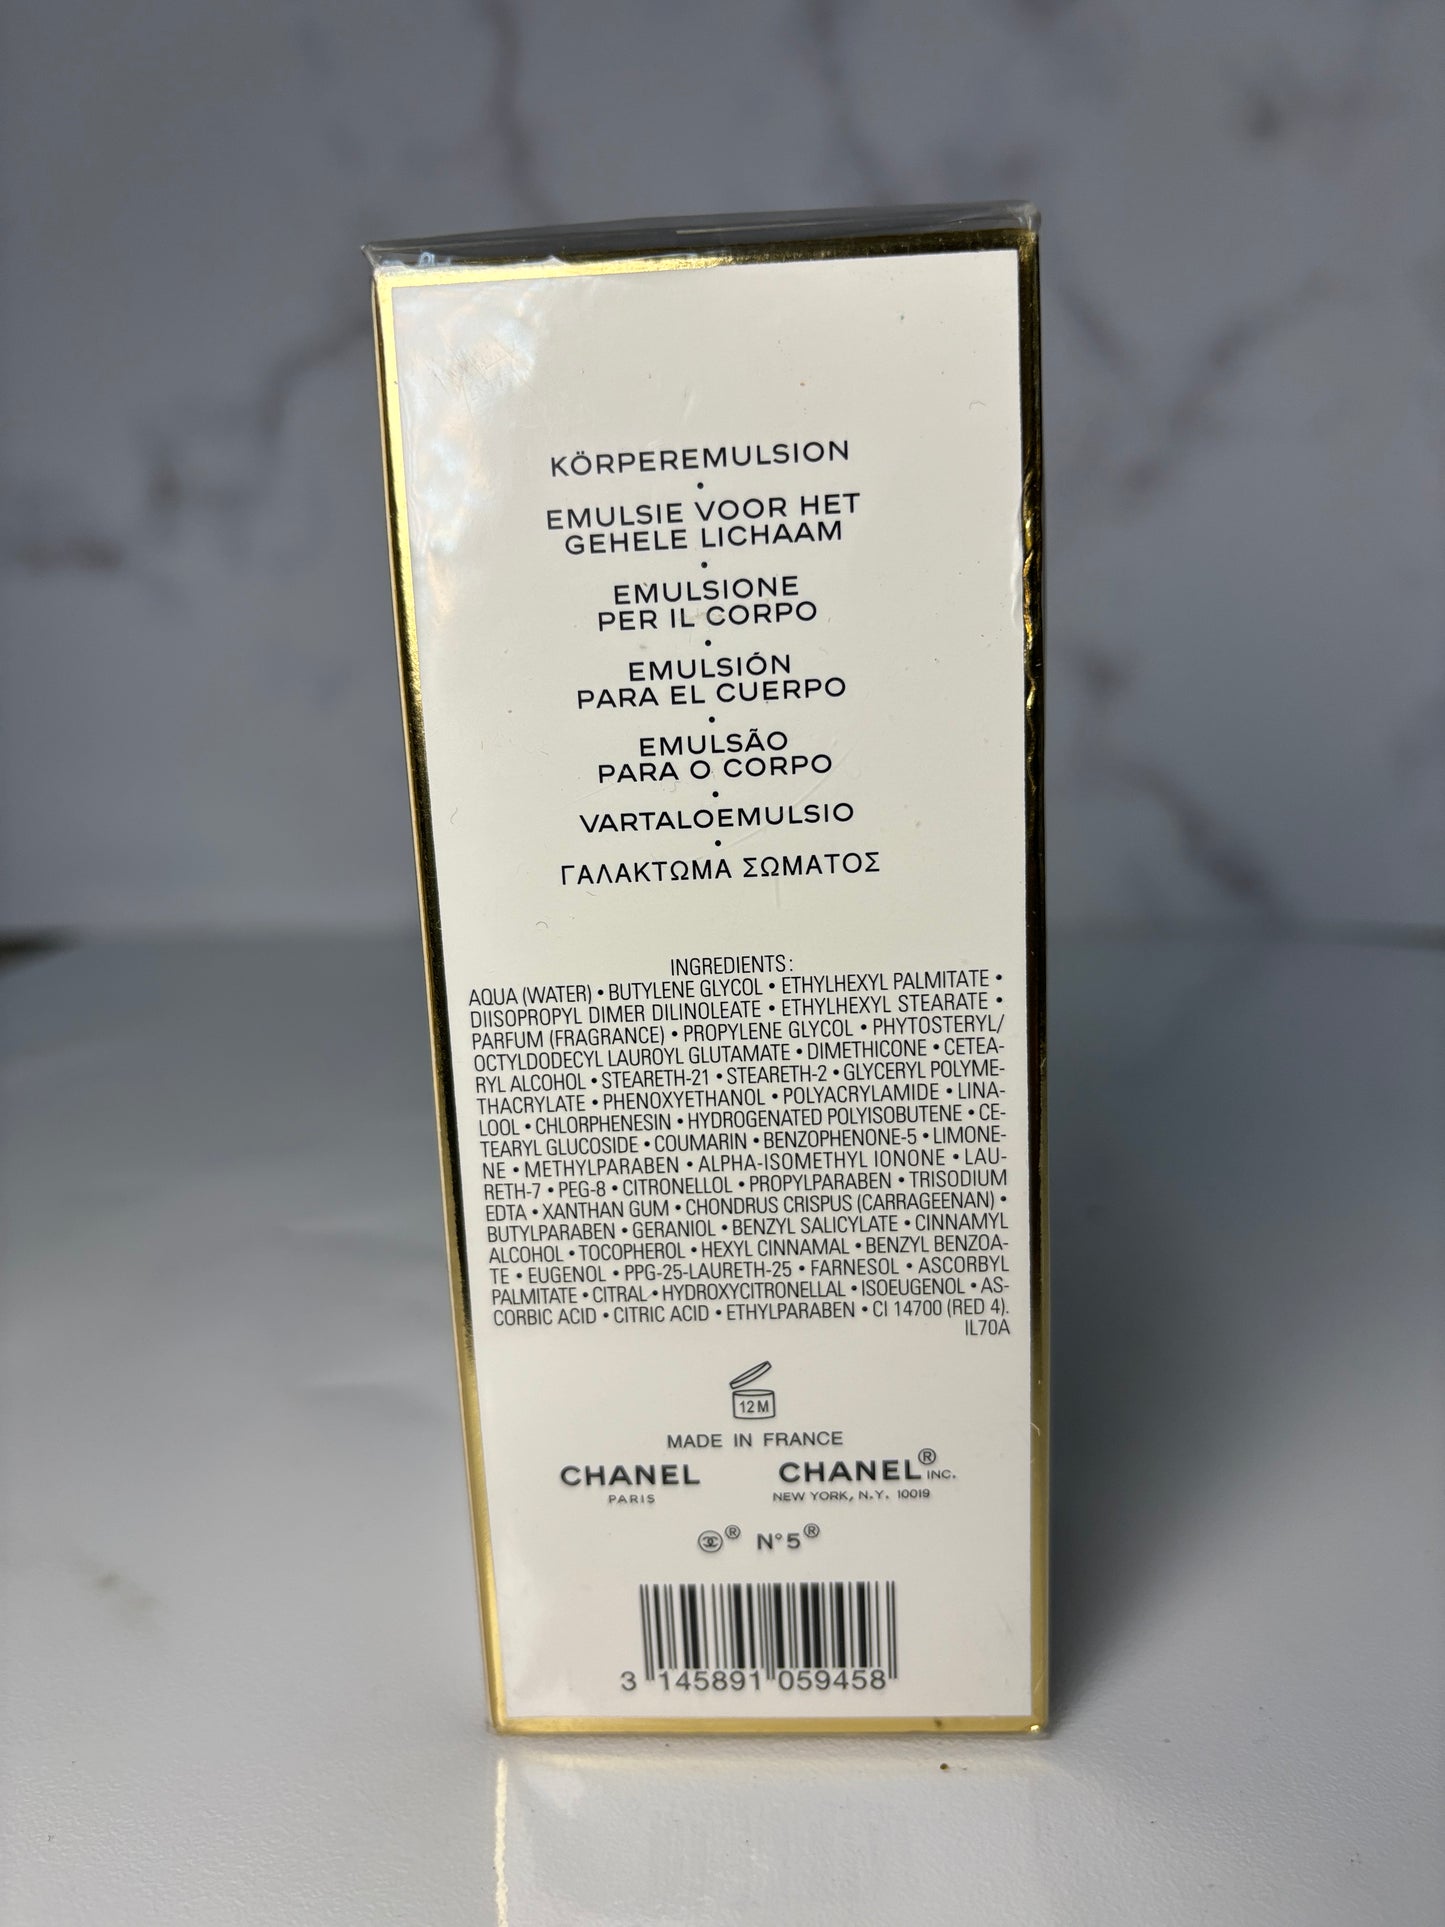 KÖRPEREMULSION
•
EMULSIE VOOR HET
GEHELE LICHAAM
•
EMULSIONE
PER IL CORPO
•
EMULSIÓN
PARA EL CUERPO
•
EMULSÃO
PARA O CORPO
•
VARTALOEMULSIO
•
ΓΑΛΑΚΤΩΜΑ ΣΩΜΑΤΟΣ
INGREDIENTS:
AQUA (WATER) • BUTYLENE GLYCOL • ETHYLHEXYL PALMITATE •
DIISOPROPYL DIMER DILINOLEATE • ETHYLHEXYL STEARATE •
PARFUM (FRAGRANCE) • PROPYLENE GLYCOL • PHYTOSTERYL/
OCTYLDODECYL LAUROYL GLUTAMATE • DIMETHICONE • CETEA-
RYL ALCOHOL • STEARETH-21 • STEARETH-2 • GLYCERYL POLYME-
THACRYLATE • PHENOXYETHANOL • POLYACRYLAMIDE • LINA-
LOOL • CHLORPHENESIN • HYDROGENATED POLYISOBUTENE • CE-
TEARYL GLUCOSIDE • COUMARIN • BENZOPHENONE-5 • LIMONE-
NE • METHYLPARABEN • ALPHA-ISOMETHYL IONONE • LAU-
RETH-7 • PEG-8 • CITRONELLOL • PROPYLPARABEN • TRISODIUM
EDTA • XANTHAN GUM • CHONDRUS CRISPUS (CARRAGEENAN) •
BUTYLPARABEN • GERANIOL • BENZYL SALICYLATE • CINNAMYL
ALCOHOL • TOCOPHEROL • HEXYL CINNAMAL • BENZYL BENZOA-
TE • EUGENOL • PPG-25-LAURETH-25 • FARNESOL • ASCORBYL
PALMITATE • CITRAL • HYDROXYCITRONELLAL • ISOEUGENOL • AS-
CORBIC ACID • CITRIC ACID • ETHYLPARABEN • CI 14700 (RED 4).
IL70A
12 M
MADE IN FRANCE
CHANEL CHANEL® INC.
PARIS NEW YORK, N.Y. 10019
® N°5®
3 145891 059458